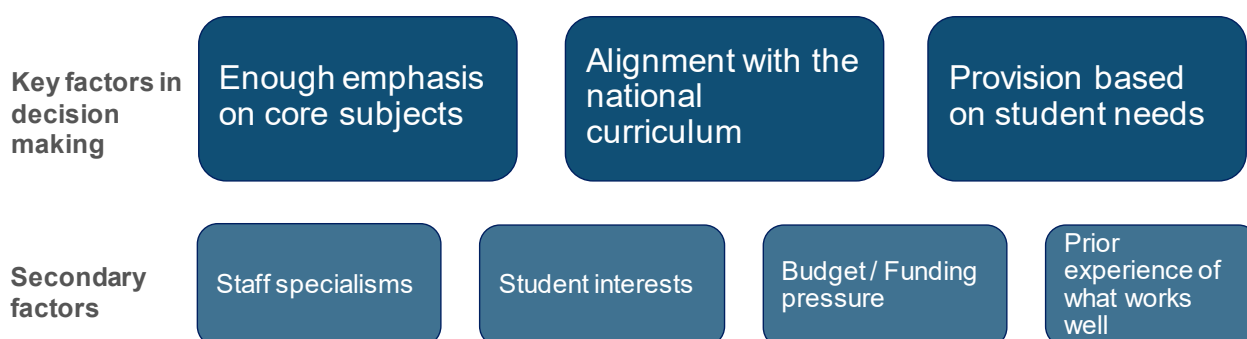 Key factors in
decision
making
Enough emphasis
on core subjects
Alignment with the
national
curriculum
Provision based
on student needs
Secondary
factors
Staff specialisms
Student interests
Budget / Funding
pressure
Prior
experience of
what works
well